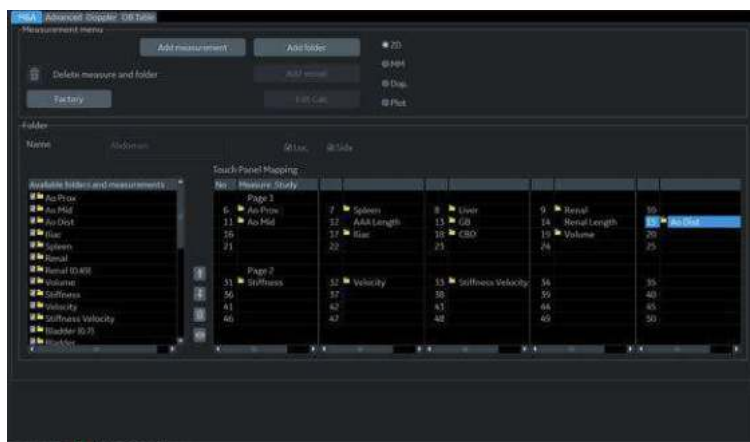 M&A Advanced Doppler OB Table
Measurement menu
Add measurement Add folder 2D
MM
Delete measure and folder Dop.
Factory Edit Calc Plot
Folder
Name Abdomen Loc. Side
Touch Panel Mapping
Available folders and measurements No Measure. Study
Ao Prox Page 1
Ao Mid 6 Ao Prox 7 Spleen 8 Liver 9 Renal 10
Ao Dist 11 Ao Mid 12 AAA Length 13 GB 14 Renal Length 15 Ao Dist
Iliac 16 17 Iliac 18 CBD 19 Volume 20
Spleen 21 22 23 24 25
Renal
Renal (0.49) Page 2
Volume 31 Stiffness 32 Velocity 33 Stiffness Velocity 34 35
Stiffness 36 37 38 39 40
Velocity 41 42 43 44 45
Stiffness Velocity 46 47 48 49 50
Bladder (0.7)
Bladder